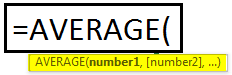 =AVERAGE(
AVERAGE(number1, [number2], ...)